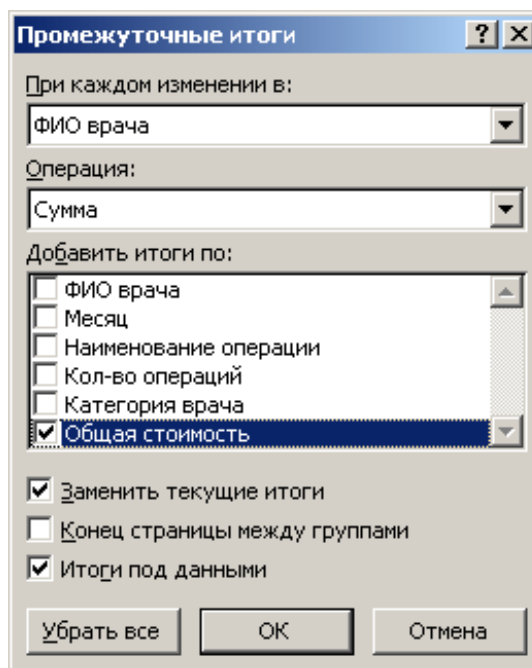 Промежуточные итоги
При каждом изменении в:
ФИО врача
Операция:
Сумма
Добавить итоги по:
ФИО врача
Месяц
Наименование операции
Кол-во операций
Категория врача
Общая стоимость
Заменить текущие итоги
Конец страницы между группами
Итоги под данными
Убрать все ОК Отмена